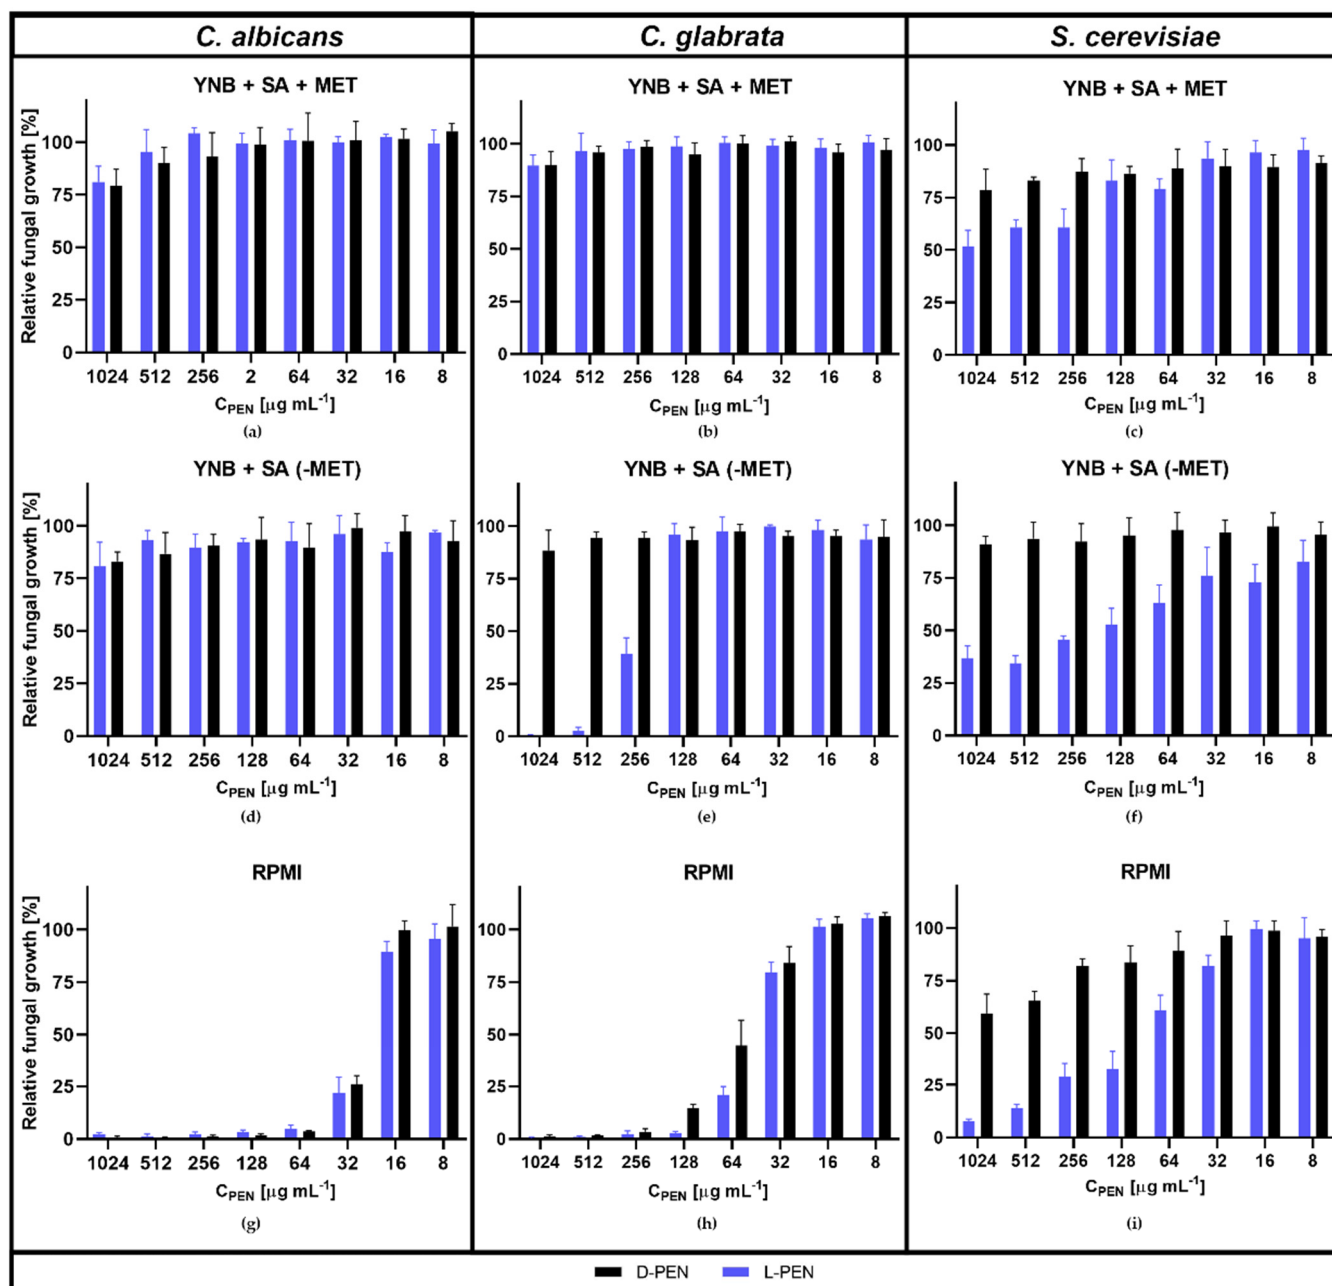 C. albicans
C. glabrata
S. cerevisiae
YNB + SA + MET
Relative fungal growth [%]
100
75
50
25
0
1024 512 256 2 64 32 16 8
CPEN [μg mL-1]
(a)
YNB + SA + MET
100
75
50
25
0
1024 512 256 128 64 32 16 8
CPEN [μg mL-1]
(b)
YNB + SA + MET
100
75
50
25
0
1024 512 256 128 64 32 16 8
CPEN [μg mL-1]
(c)
YNB + SA (-MET)
Relative fungal growth [%]
100
75
50
25
0
1024 512 256 128 64 32 16 8
CPEN [μg mL-1]
(d)
YNB + SA (-MET)
100
75
50
25
0
1024 512 256 128 64 32 16 8
CPEN [μg mL-1]
(e)
YNB + SA (-MET)
100
75
50
25
0
1024 512 256 128 64 32 16 8
CPEN [μg mL-1]
(f)
RPMI
Relative fungal growth [%]
100
75
50
25
0
1024 512 256 128 64 32 16 8
CPEN [μg mL-1]
(g)
RPMI
100
75
50
25
0
1024 512 256 128 64 32 16 8
CPEN [μg mL-1]
(h)
RPMI
100
75
50
25
0
1024 512 256 128 64 32 16 8
CPEN [μg mL-1]
(i)
D-PEN L-PEN